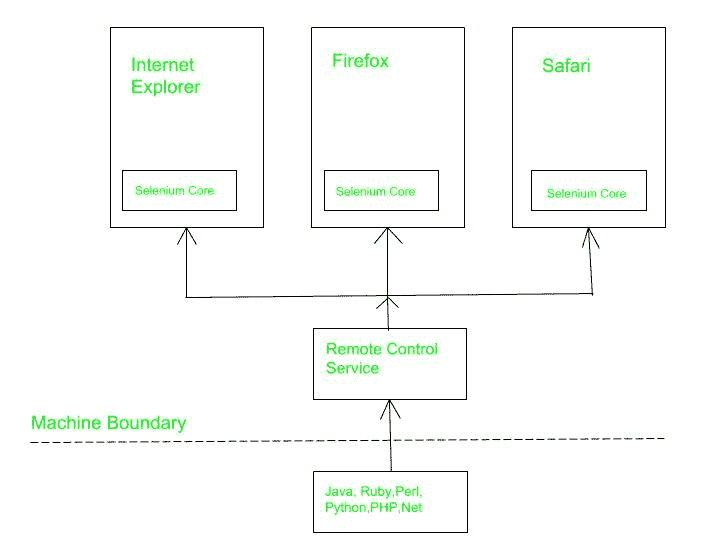 Internet
Explorer
Firefox
Safari
Selenium Core
Selenium Core
Selenium Core
Remote Control
Service
Machine Boundary
Java, Ruby,Perl,
Python,PHP,Net